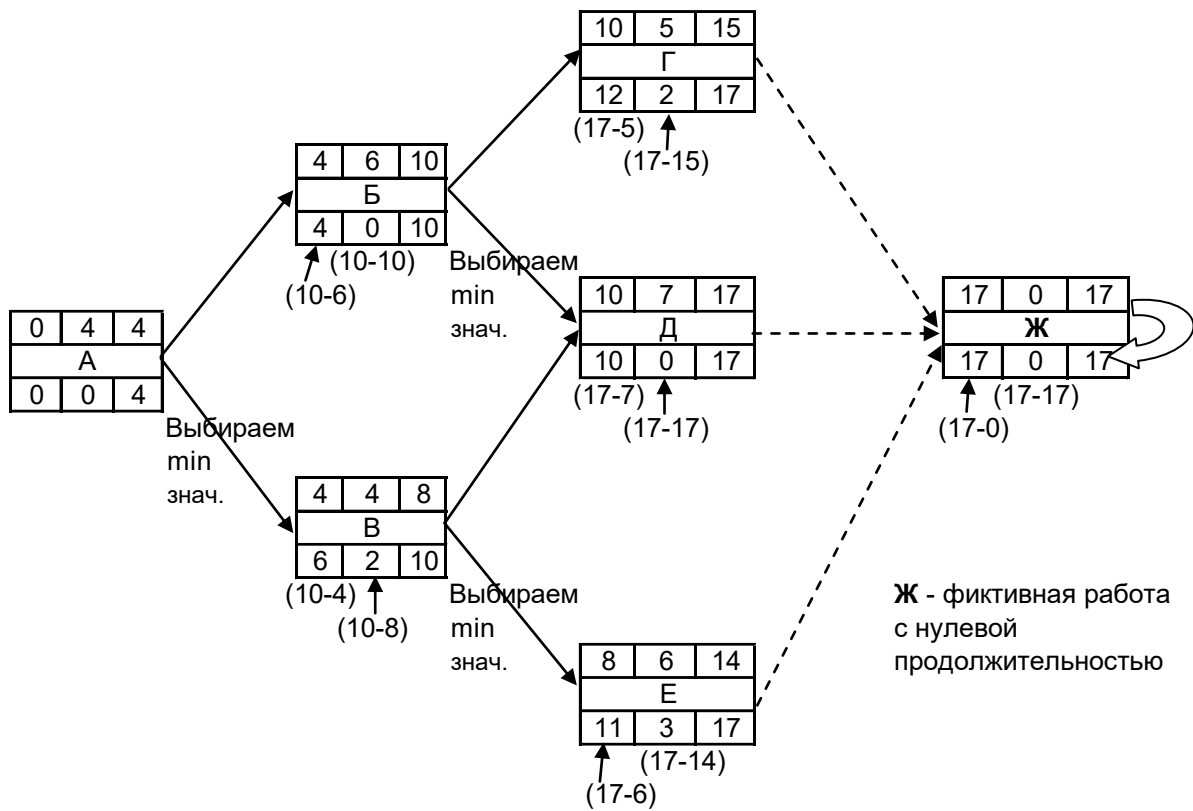 10 5 15
Г
12 2 17
(17-5)
(17-15)
4 6 10
Б
4 0 10
(10-10)
(10-6)
Выбираем
min
знач.
10 7 17
Д
10 0 17
(17-7)
(17-17)
17 0 17
Ж
17 0 17
(17-17)
(17-0)
0 4 4
А
0 0 4
Выбираем
min
знач.
4 4 8
В
6 2 10
(10-4)
(10-8)
Выбираем
min
знач.
8 6 14
Е
11 3 17
(17-14)
(17-6)
Ж - фиктивная работа
с нулевой
продолжительностью